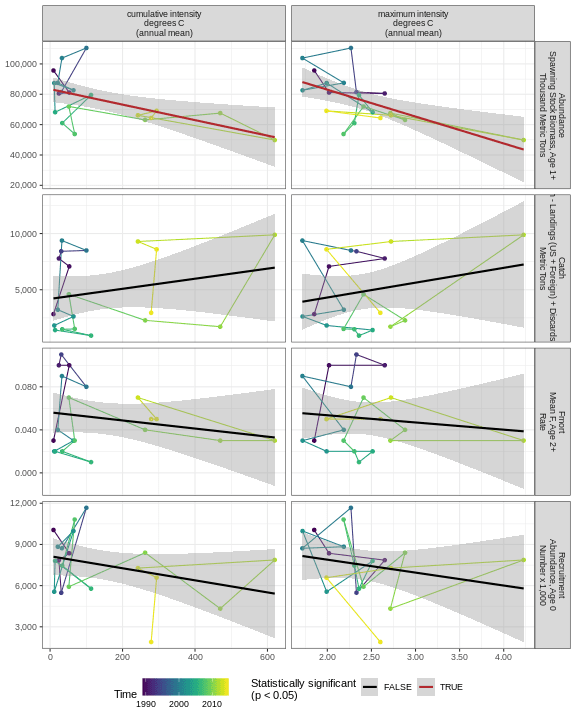 cumulative intensity
degrees C
(annual mean)
maximum intensity
degrees C
(annual mean)
100,000
80,000
60,000
40,000
20,000
Abundance
Spawning Stock Biomass, Age 1+
Thousand Metric Tons
10,000
5,000
Catch
- Landings (US + Foreign) + Discards
Metric Tons
0.080
0.040
0.000
Fmort
Mean F, Age 2+
Rate
12,000
9,000
6,000
3,000
Recruitment
Abundance, Age 0
Number x 1,000
0 200 400 600
2.00 2.50 3.00 3.50 4.00
Time
1990 2000 2010
Statistically significant
(p < 0.05)
FALSE TRUE